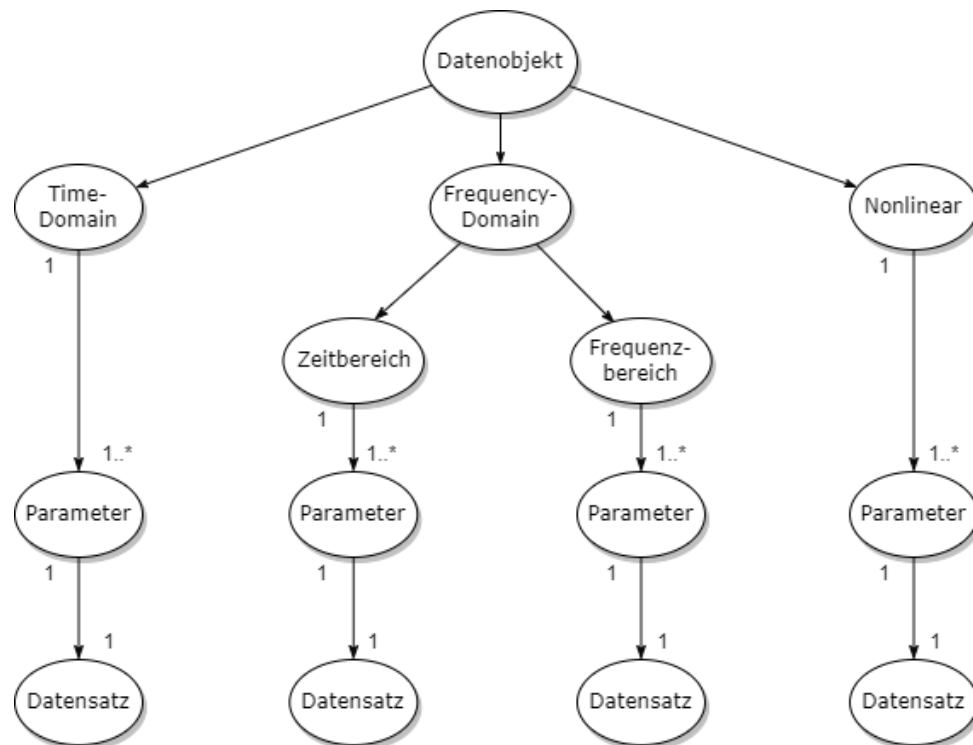 Datenobjekt
Time-
Domain
Frequency-
Domain
Nonlinear
1
1
Zeitbereich
Frequenz-
bereich
1
1
1..*
1..*
1..*
1..*
Parameter
Parameter
Parameter
Parameter
1
1
1
1
1
1
1
1
Datensatz
Datensatz
Datensatz
Datensatz